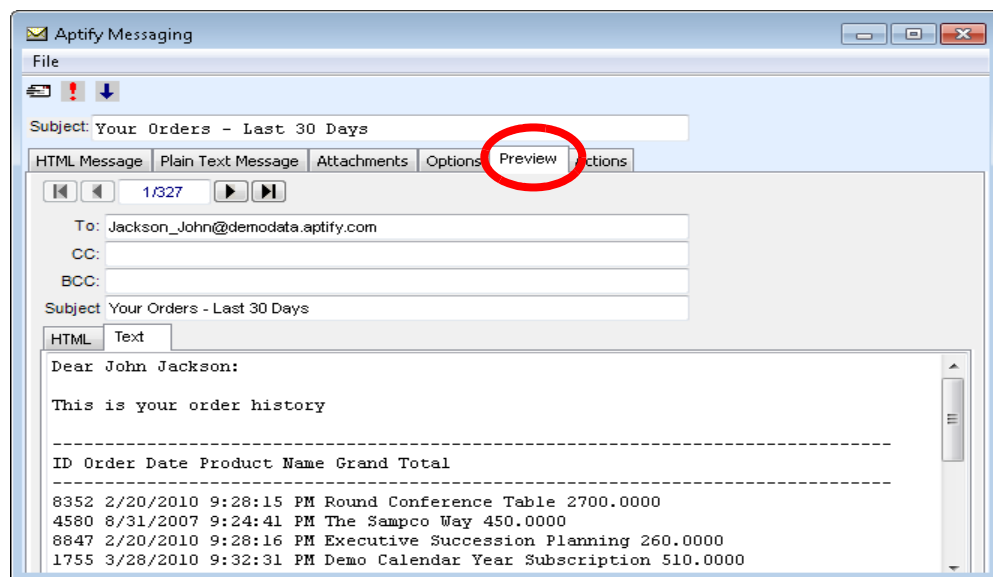 Aptify Messaging
File
Subject: Your Orders - Last 30 Days
HTML Message Plain Text Message Attachments Options Preview Actions
1/327
To: Jackson_John@demodata.aptify.com
CC:
BCC:
Subject Your Orders - Last 30 Days
HTML Text
Dear John Jackson:
This is your order history
--------------------------------------------------------------------------------
ID Order Date Product Name Grand Total
--------------------------------------------------------------------------------
8352 2/20/2010 9:28:15 PM Round Conference Table 2700.0000
4580 8/31/2007 9:24:41 PM The Sampco Way 450.0000
8847 2/20/2010 9:28:16 PM Executive Succession Planning 260.0000
1755 3/28/2010 9:32:31 PM Demo Calendar Year Subscription 510.0000